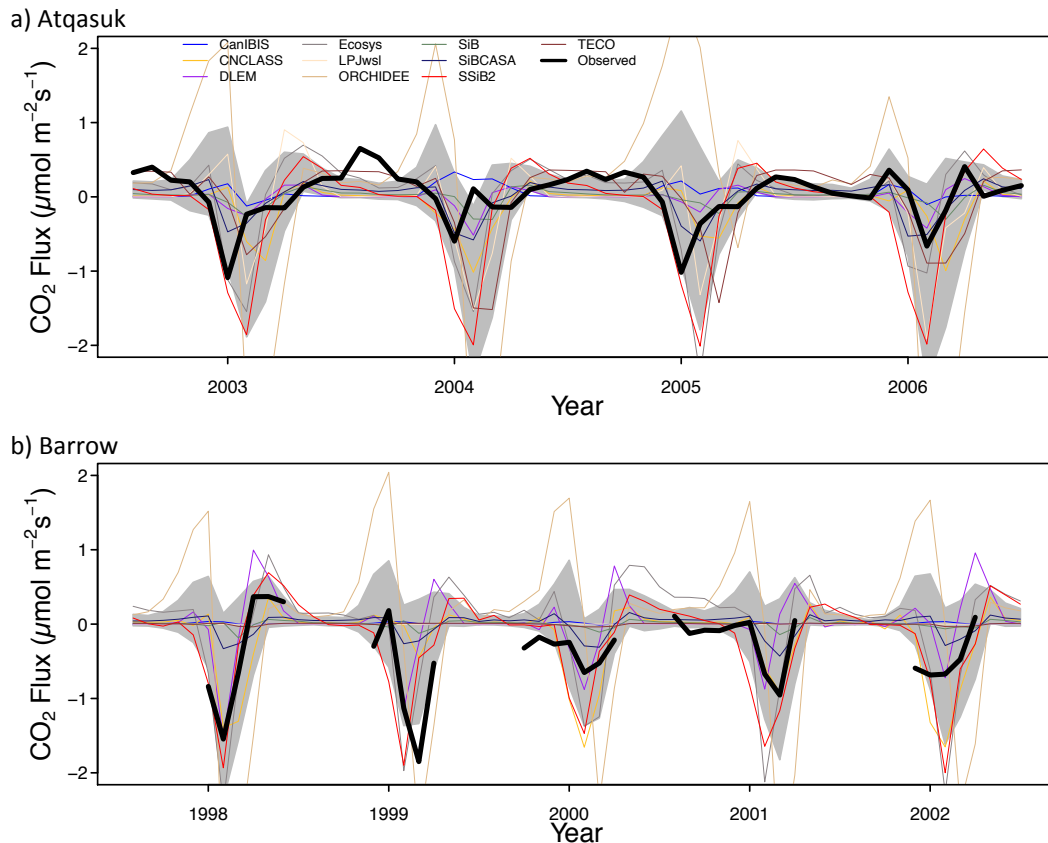 a) Atqasuk
CanIBIS Ecosys SiB TECO
CNCLASS LPJwsl SiBCASA Observed
DLEM ORCHIDEE SSiB2
2
1
0
−1
−2
CO2 Flux (µmol m−2s−1)
2003 2004 2005 2006
Year
b) Barrow
2
1
0
−1
−2
CO2 Flux (µmol m−2s−1)
1998 1999 2000 2001 2002
Year